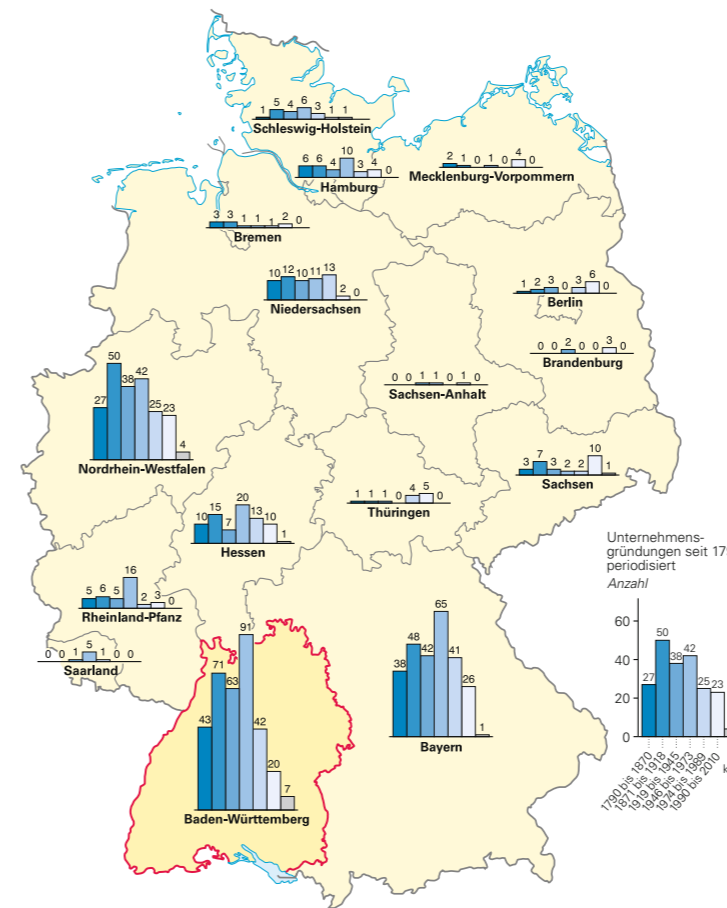 1 5 4 6 3 1 1
Schleswig-Holstein
6 6 4 10 3 4 0
Hamburg
2 1 0 1 0 4 0
Mecklenburg-Vorpommern
3 3 1 1 1 2 0
Bremen
10 12 10 11 13 2 0
Niedersachsen
1 2 3 0 3 6 0
Berlin
0 0 2 0 0 3 0
Brandenburg
0 0 1 1 0 1 0
Sachsen-Anhalt
27 50 38 42 25 23 4
Nordrhein-Westfalen
3 7 3 2 2 10 1
Sachsen
10 15 7 20 13 10 1
Hessen
1 1 1 0 4 5 0
Thüringen
5 6 5 16 2 3 0
Rheinland-Pfanz
0 0 1 5 1 0 0
Saarland
43 71 63 91 42 20 7
Baden-Württemberg
38 48 42 65 41 26 1
Bayern
Unternehmens-
gründungen seit 17
periodisiert
Anzahl
60
40
20
0
27 50 38 42 25 23
1790 bis 1870
1871 bis 1918
1919 bis 1945
1946 bis 1973
1974 bis 1989
1990 bis 2010
k